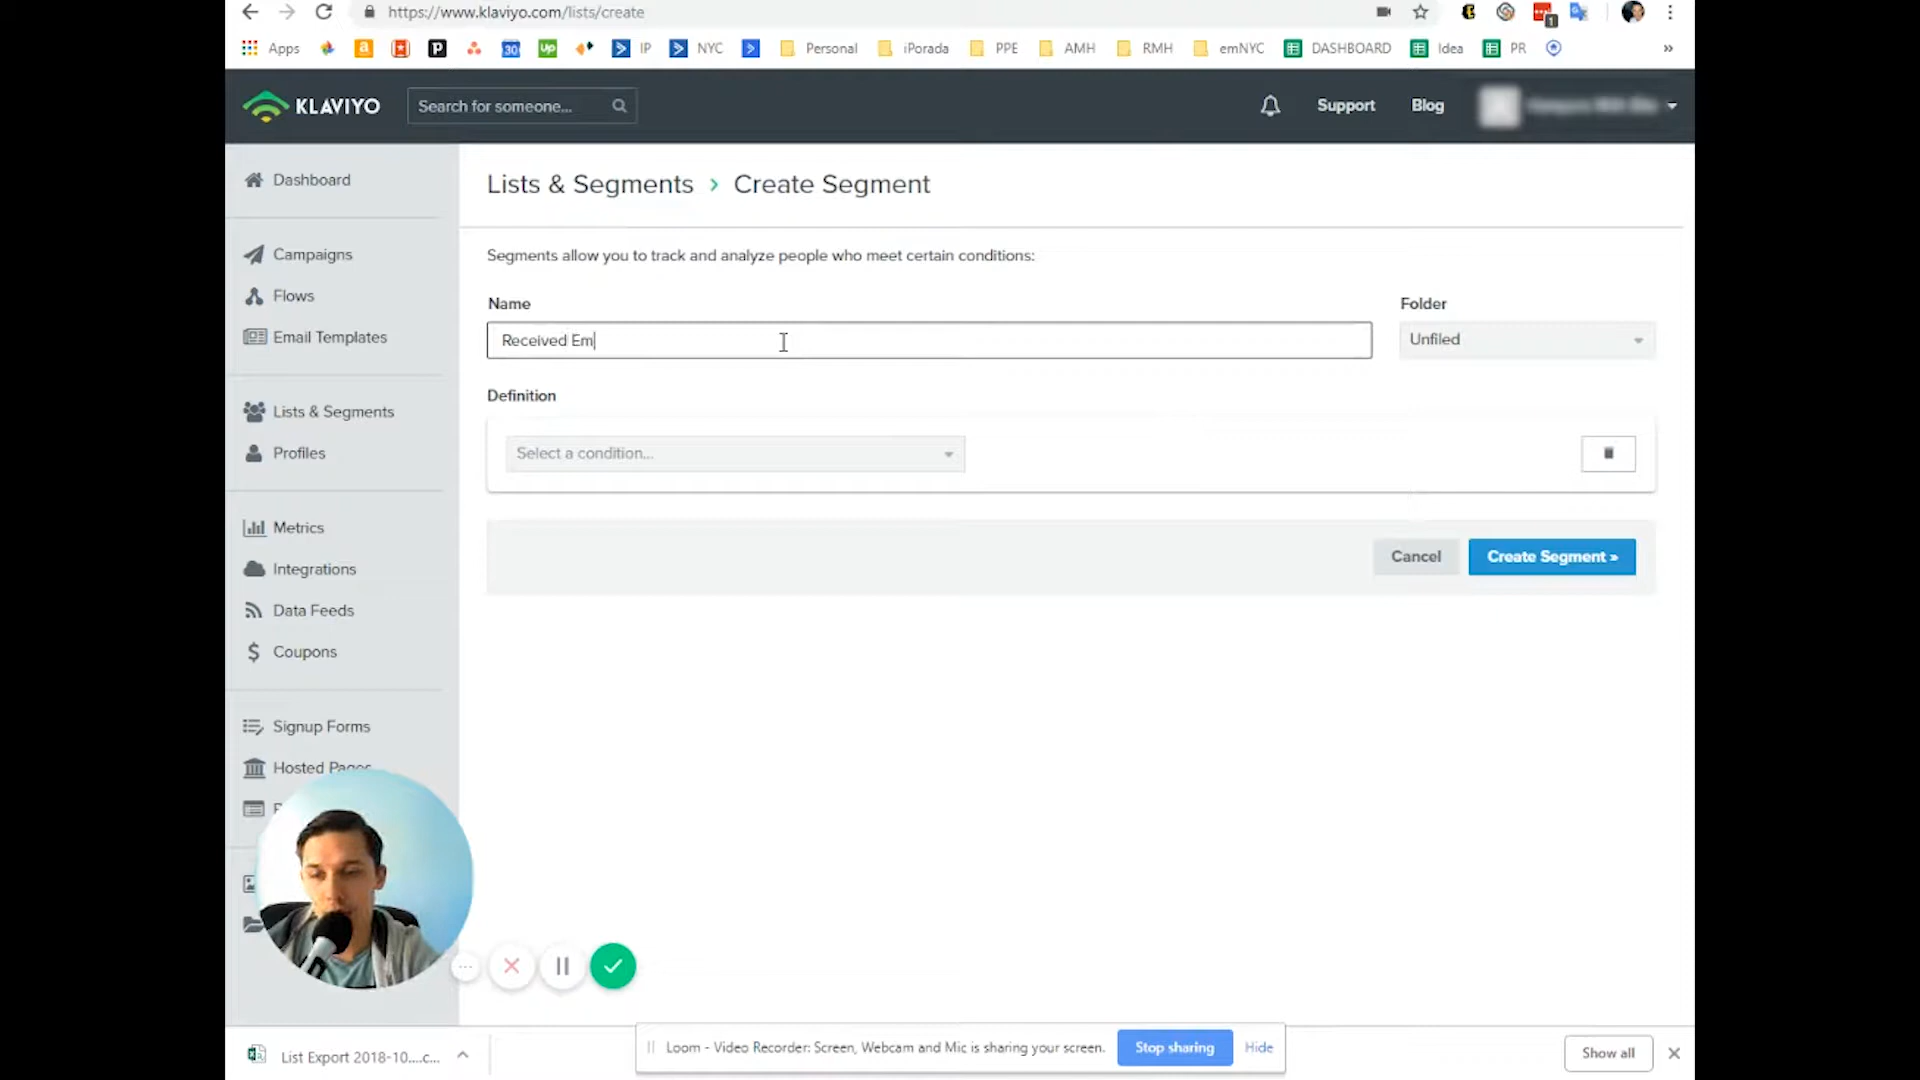 https://www.klaviyo.com/lists/create
1
Apps
30
up
IP
NYC
Personal
iPorada
PPE
AMH
RMH
emNYC
DASHBOARD
Idea
PR
»
KLAVIYO
Search for someone...
Support
Blog
Dashboard
Campaigns
Flows
Email Templates
Lists & Segments
Profiles
Metrics
Integrations
Data Feeds
Coupons
Signup Forms
Hosted Pages
Lists & Segments › Create Segment
Segments allow you to track and analyze people who meet certain conditions:
Name
Folder
Received Em
Unfiled
Definition
Select a condition...
Cancel
Create Segment »
List Export 2018-10....c...
Loom - Video Recorder: Screen, Webcam and Mic is sharing your screen.
Stop sharing
Hide
Show all